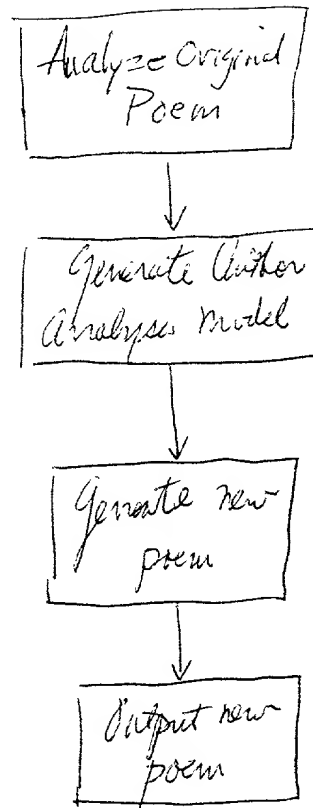 Analyze Original
Poem
Generate Author
Analysis Model
Generate new
poem
Output new
poem